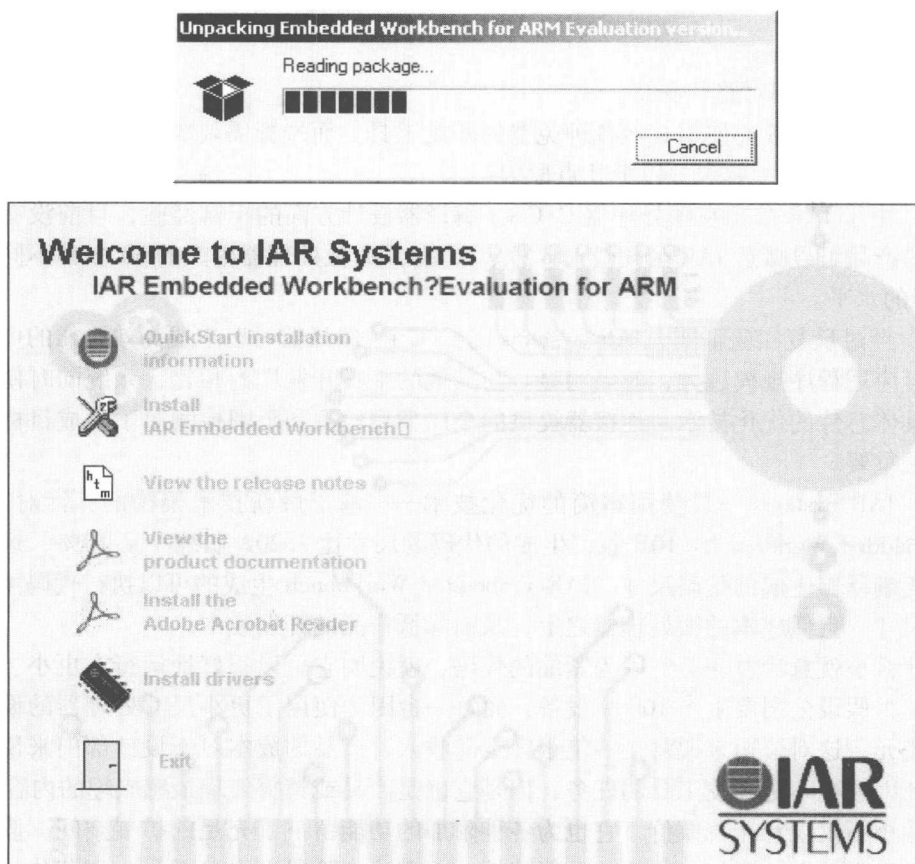 Unpacking Embedded Workbench for ARM Evaluation version...
Reading package...
Cancel
Welcome to IAR Systems
IAR Embedded Workbench?Evaluation for ARM
QuickStart installation
information
Install
IAR Embedded Workbench▯
htm
View the release notes
View the
product documentation
Install the
Adobe Acrobat Reader
Install drivers
Exit
IAR
SYSTEMS